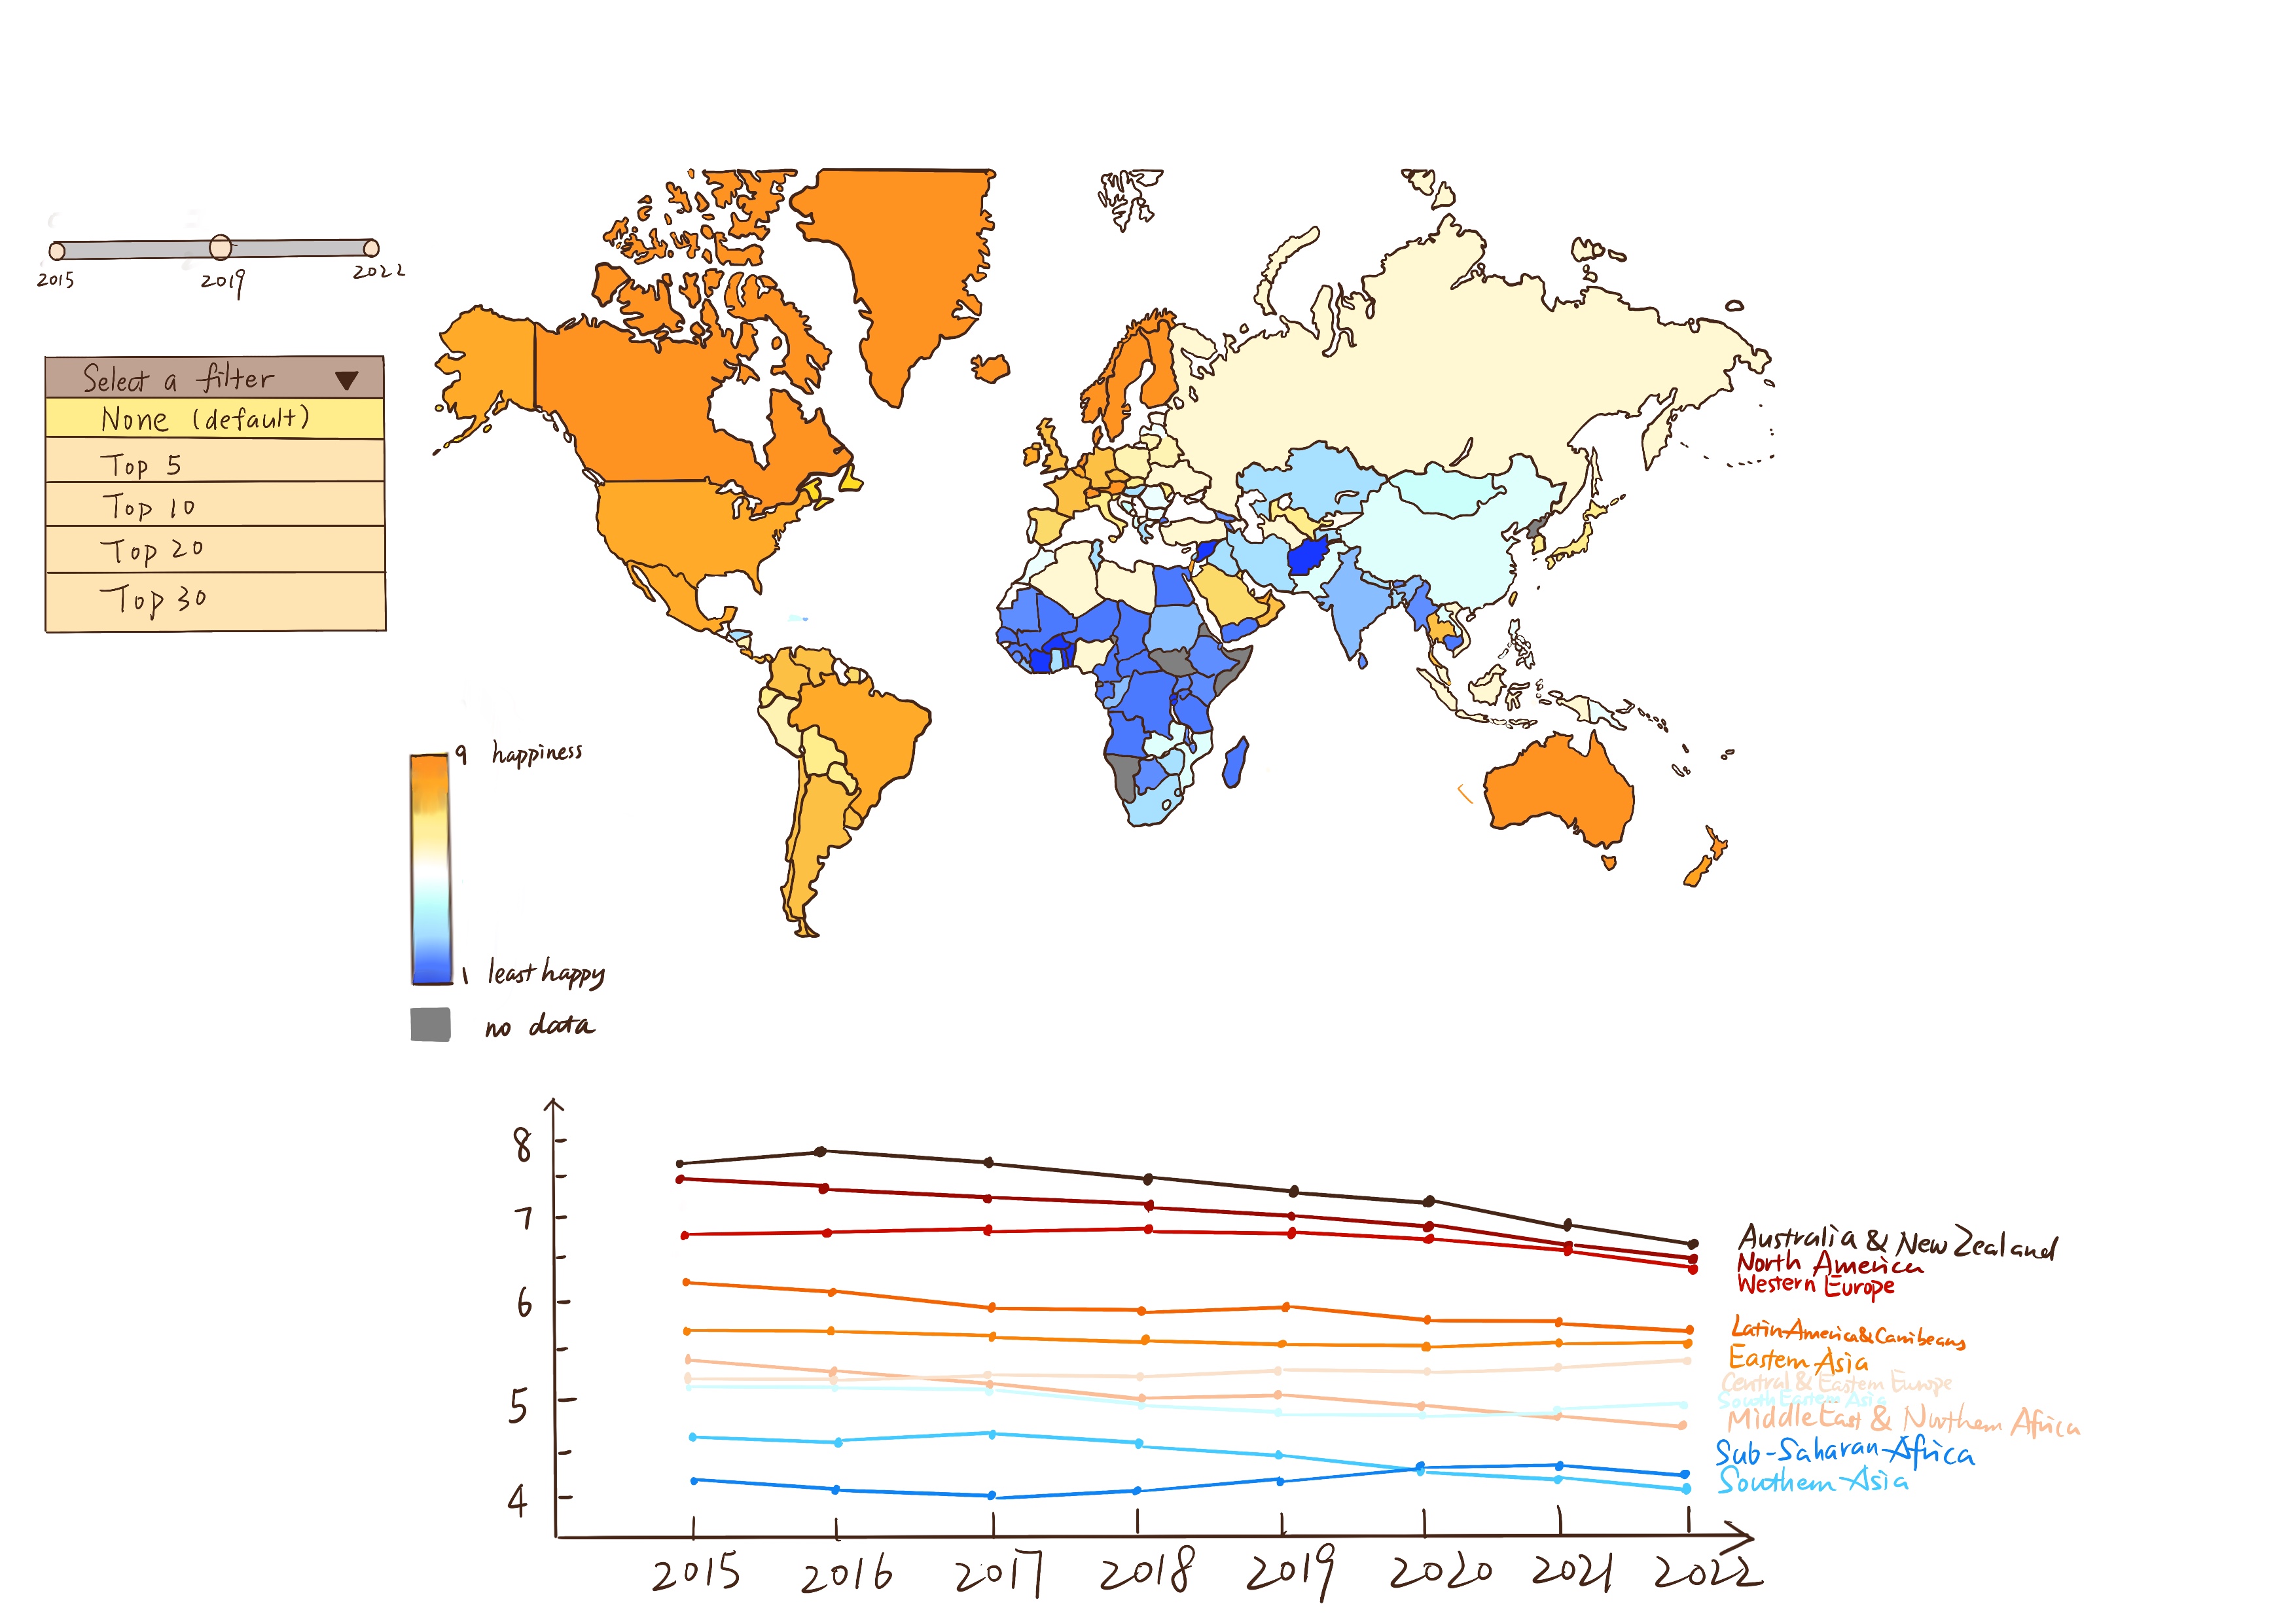 2015 2019 2022
Select a filter
None (default)
Top 5
Top 10
Top 20
Top 30
9 happiness
1 least happy
no data
8
7
6
5
4
Australia & New Zealand
North America
Western Europe
Latin America & Carribeans
Eastern Asia
Central & Eastern Europe
South Eastern Asia
Middle East & Northern Africa
Sub-Saharan Africa
Southern Asia
2015 2016 2017 2018 2019 2020 2021 2022